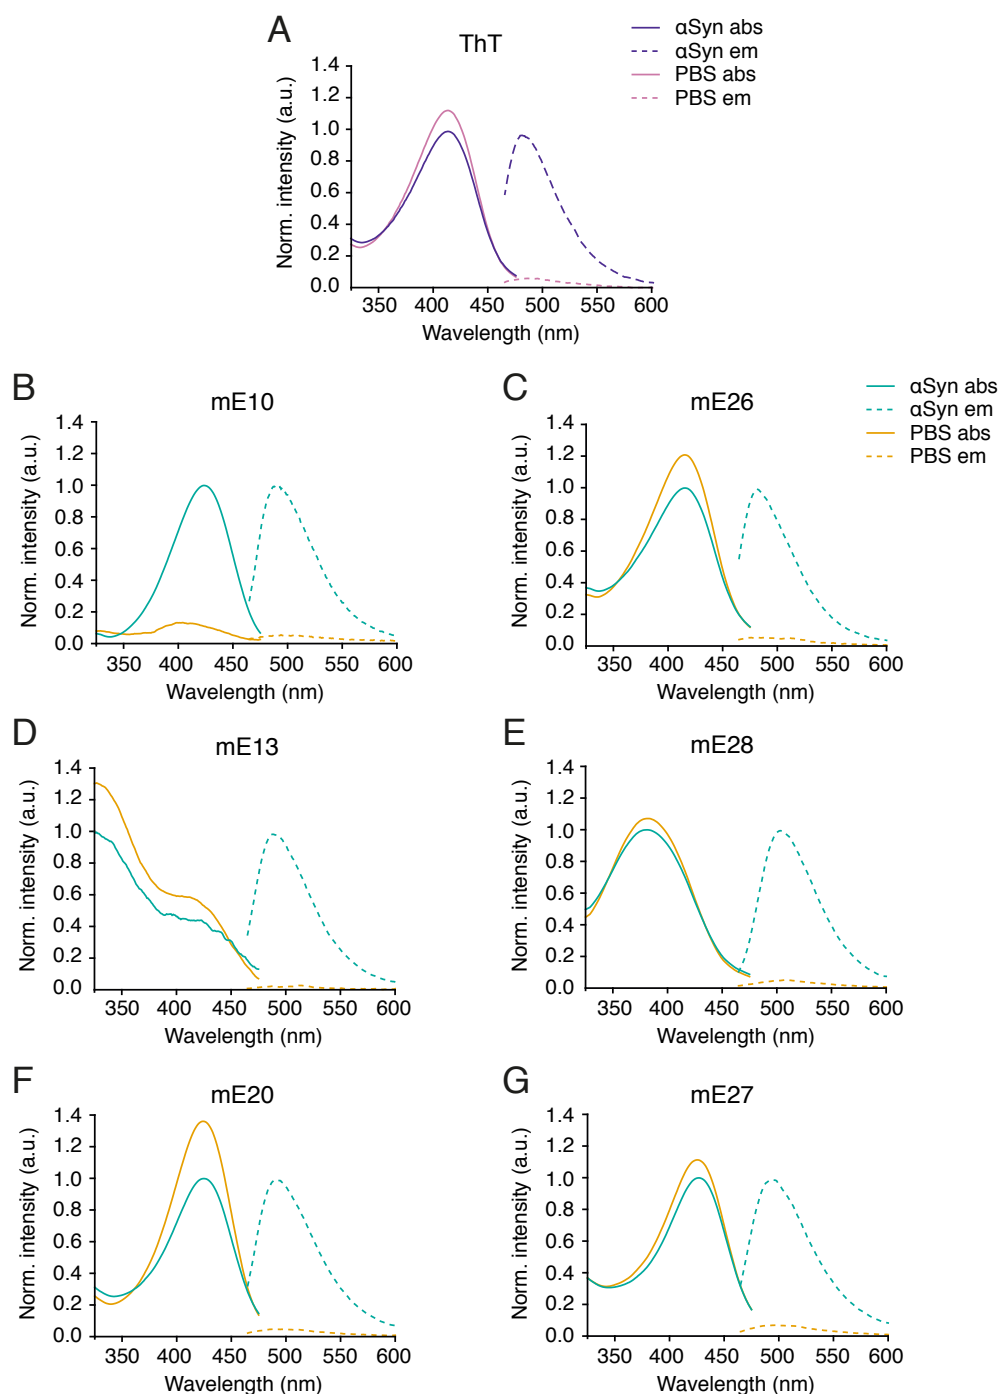 A
ThT
αSyn abs
αSyn em
PBS abs
PBS em
Norm. intensity (a.u.)
1.4
1.2
1.0
0.8
0.6
0.4
0.2
0.0
350 400 450 500 550 600
Wavelength (nm)
B
mE10
Norm. intensity (a.u.)
1.4
1.2
1.0
0.8
0.6
0.4
0.2
0.0
350 400 450 500 550 600
Wavelength (nm)
C
mE26
αSyn abs
αSyn em
PBS abs
PBS em
Norm. intensity (a.u.)
1.4
1.2
1.0
0.8
0.6
0.4
0.2
0.0
350 400 450 500 550 600
Wavelength (nm)
D
mE13
Norm. intensity (a.u.)
1.4
1.2
1.0
0.8
0.6
0.4
0.2
0.0
350 400 450 500 550 600
Wavelength (nm)
E
mE28
Norm. intensity (a.u.)
1.4
1.2
1.0
0.8
0.6
0.4
0.2
0.0
350 400 450 500 550 600
Wavelength (nm)
F
mE20
Norm. intensity (a.u.)
1.4
1.2
1.0
0.8
0.6
0.4
0.2
0.0
350 400 450 500 550 600
Wavelength (nm)
G
mE27
Norm. intensity (a.u.)
1.4
1.2
1.0
0.8
0.6
0.4
0.2
0.0
350 400 450 500 550 600
Wavelength (nm)